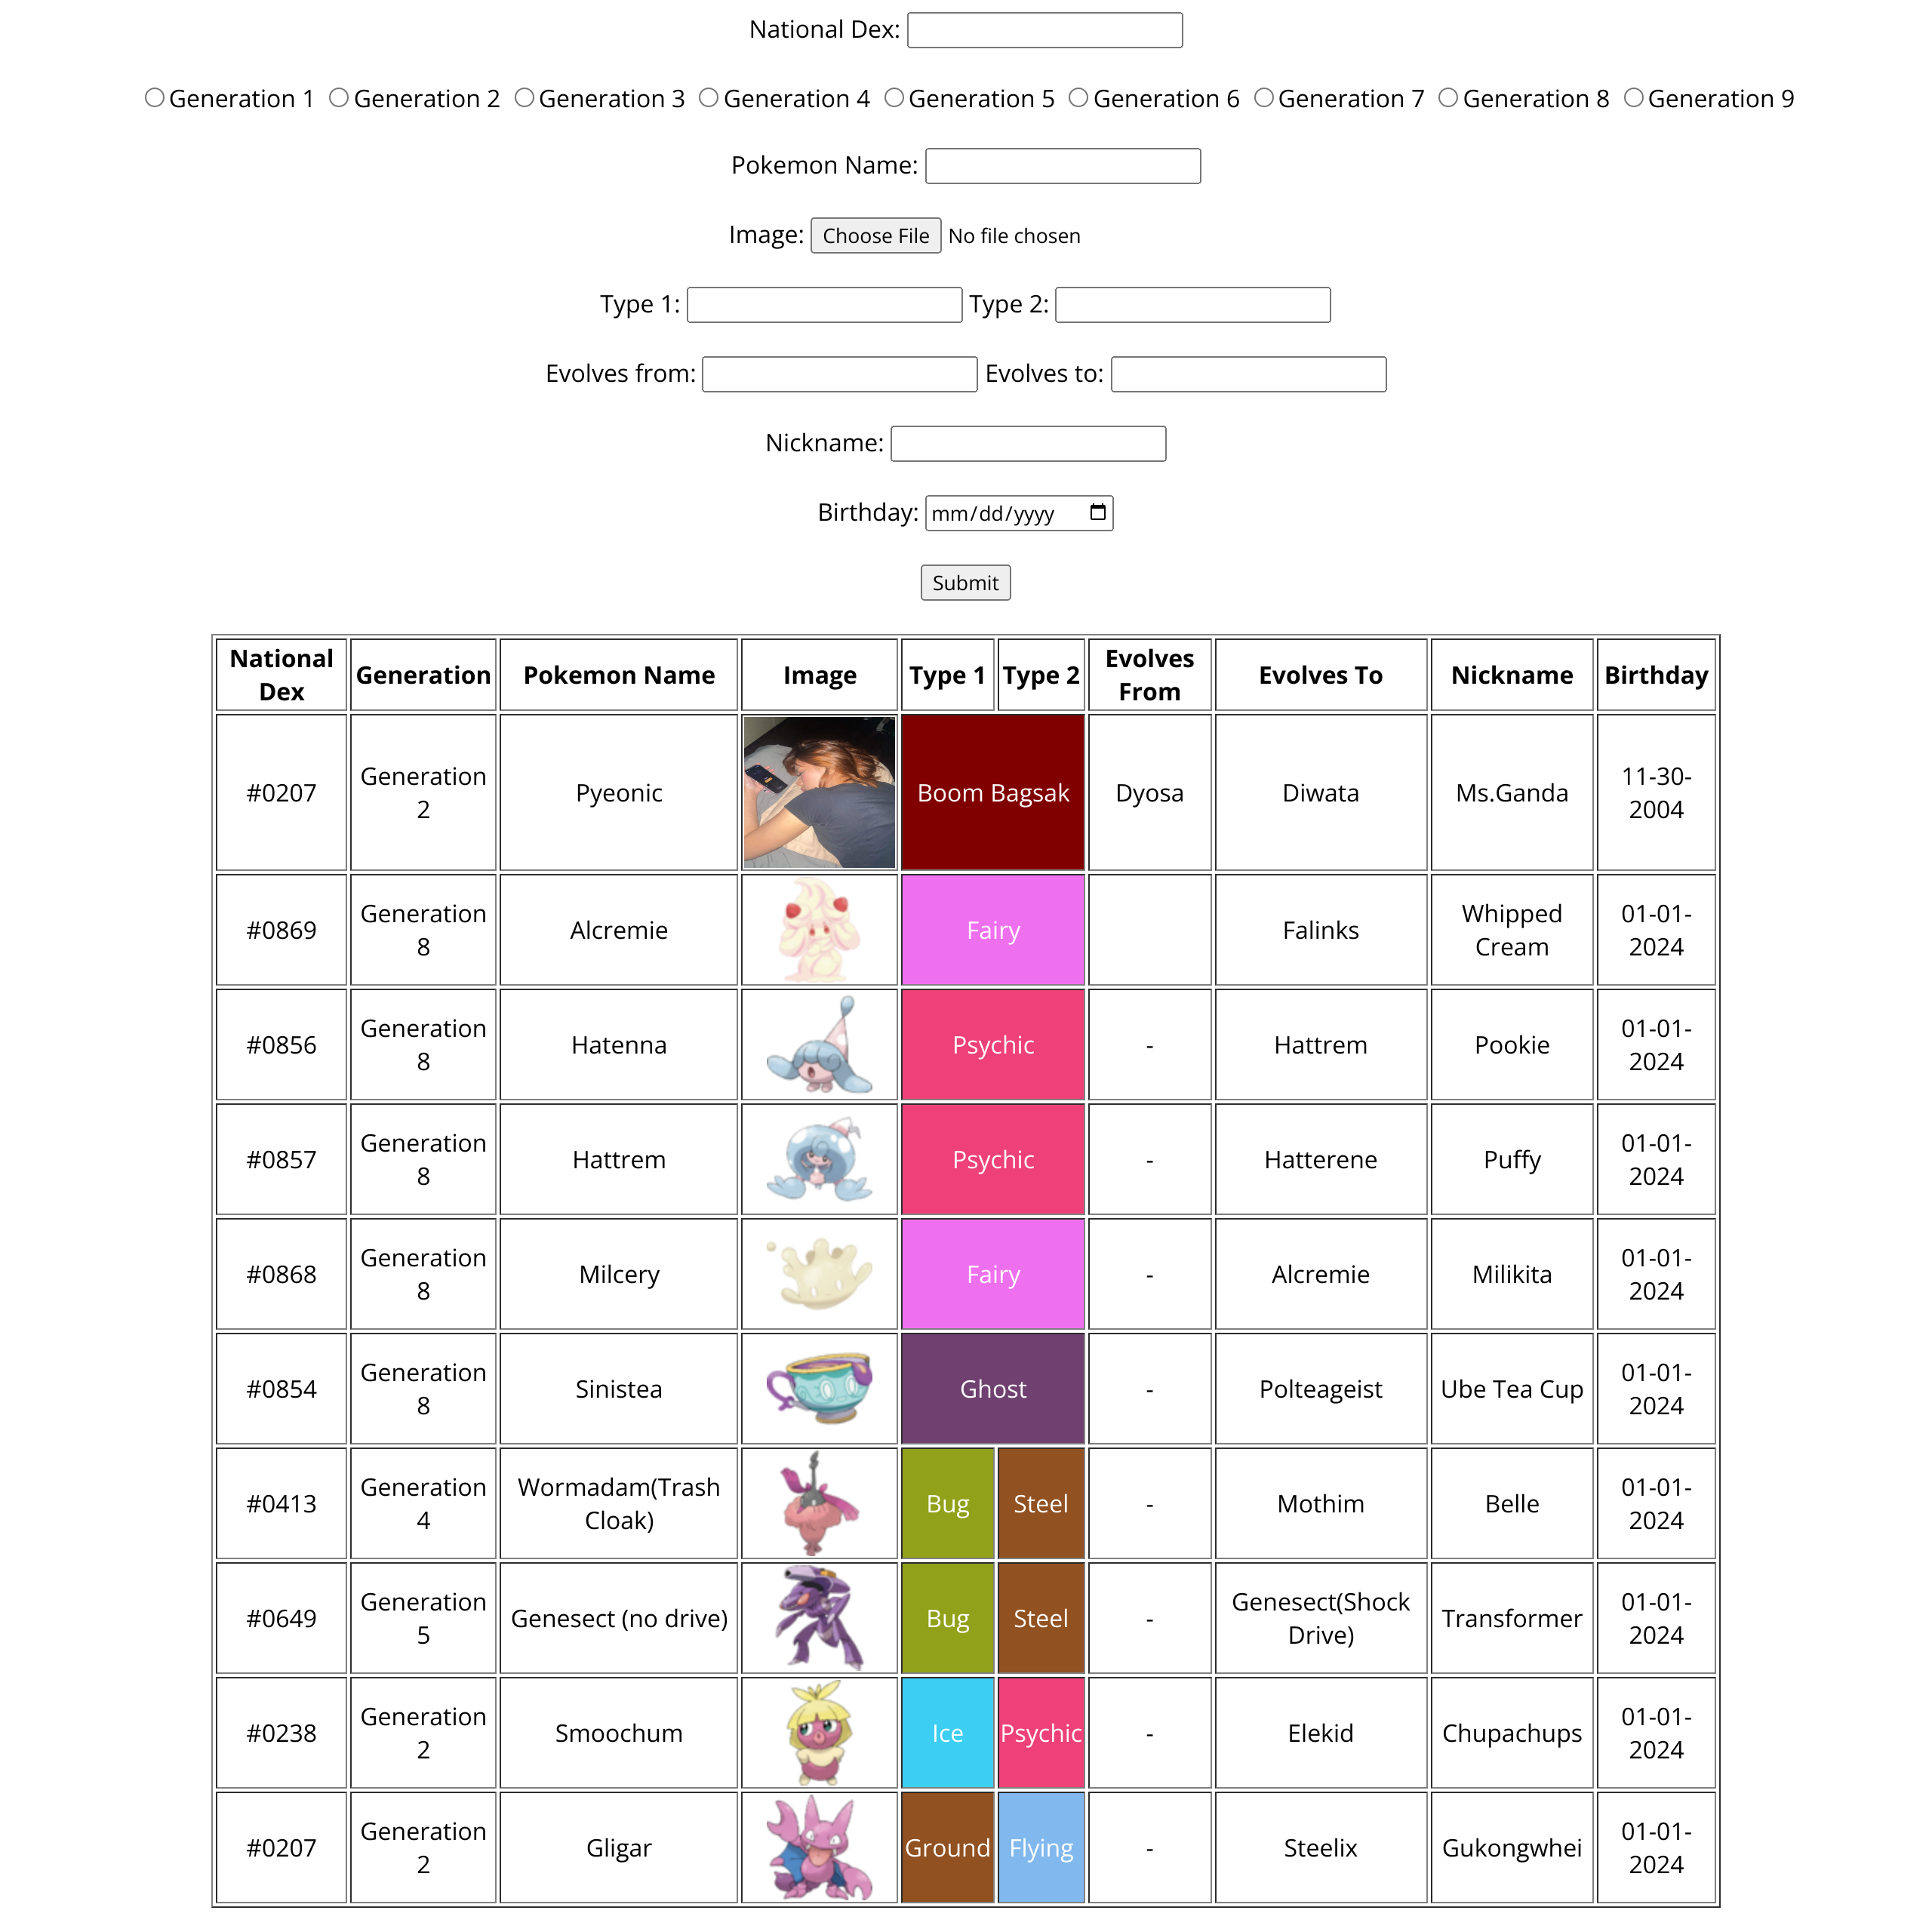 National Dex:
Generation 1 Generation 2 Generation 3 Generation 4 Generation 5 Generation 6 Generation 7 Generation 8 Generation 9
Pokemon Name:
Image: Choose File No file chosen
Type 1: Type 2:
Evolves from: Evolves to:
Nickname:
Birthday: mm/dd/yyyy
Submit
National Dex Generation Pokemon Name Image Type 1 Type 2 Evolves From Evolves To Nickname Birthday
#0207 Generation 2 Pyeonic Boom Bagsak Dyosa Diwata Ms.Ganda 11-30-2004
#0869 Generation 8 Alcremie Fairy Falinks Whipped Cream 01-01-2024
#0856 Generation 8 Hatenna Psychic - Hattrem Pookie 01-01-2024
#0857 Generation 8 Hattrem Psychic - Hatterene Puffy 01-01-2024
#0868 Generation 8 Milcery Fairy - Alcremie Milikita 01-01-2024
#0854 Generation 8 Sinistea Ghost - Polteageist Ube Tea Cup 01-01-2024
#0413 Generation 4 Wormadam(Trash Cloak) Bug Steel - Mothim Belle 01-01-2024
#0649 Generation 5 Genesect (no drive) Bug Steel - Genesect(Shock Drive) Transformer 01-01-2024
#0238 Generation 2 Smoochum Ice Psychic - Elekid Chupachups 01-01-2024
#0207 Generation 2 Gligar Ground Flying - Steelix Gukongwhei 01-01-2024